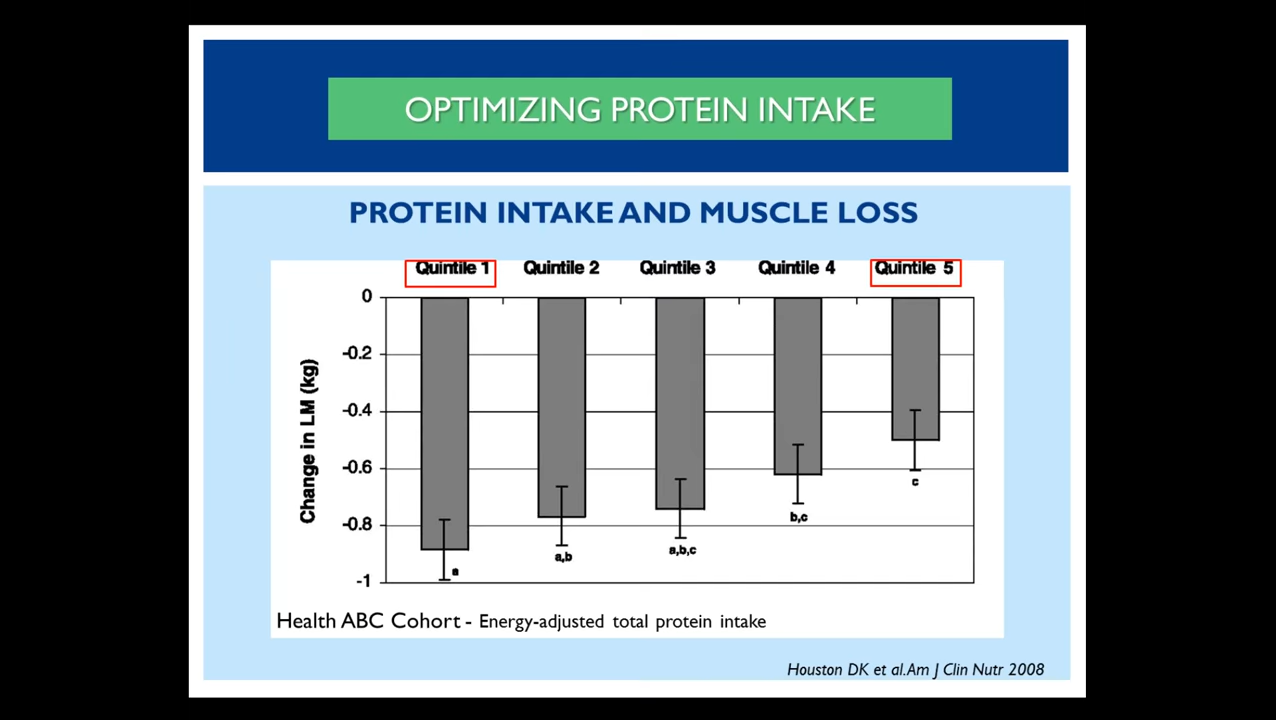 OPTIMIZING PROTEIN INTAKE
PROTEIN INTAKE AND MUSCLE LOSS
Quintile 1 Quintile 2 Quintile 3 Quintile 4 Quintile 5
0
-0.2
-0.4
-0.6
-0.8
-1
Change in LM (kg)
a
a,b
a,b,c
b,c
c
Health ABC Cohort - Energy-adjusted total protein intake
Houston DK et al.Am J Clin Nutr 2008